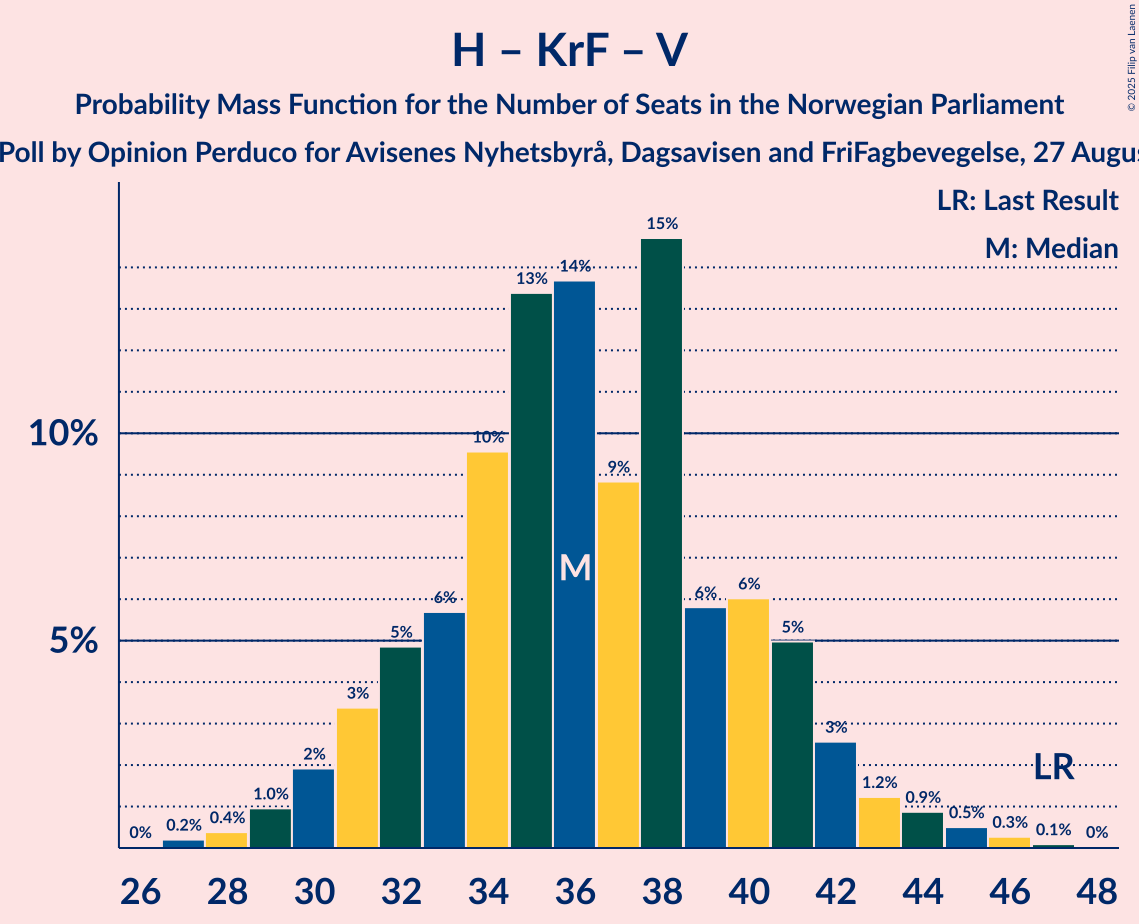 H – KrF – V
Probability Mass Function for the Number of Seats in the Norwegian Parliament
Poll by Opinion Perduco for Avisenes Nyhetsbyrå, Dagsavisen and FriFagbevegelse, 27 Augus
© 2025 Filip van Laenen
LR: Last Result
M: Median
15%
14%
13%
10%
10%
9%
M
6%
6%
6%
5%
5%
5%
3%
3%
2%
LR
1.2%
1.0%
0.9%
0.5%
0.4%
0.3%
0.2%
0.1%
0%
0%
26 28 30 32 34 36 38 40 42 44 46 48